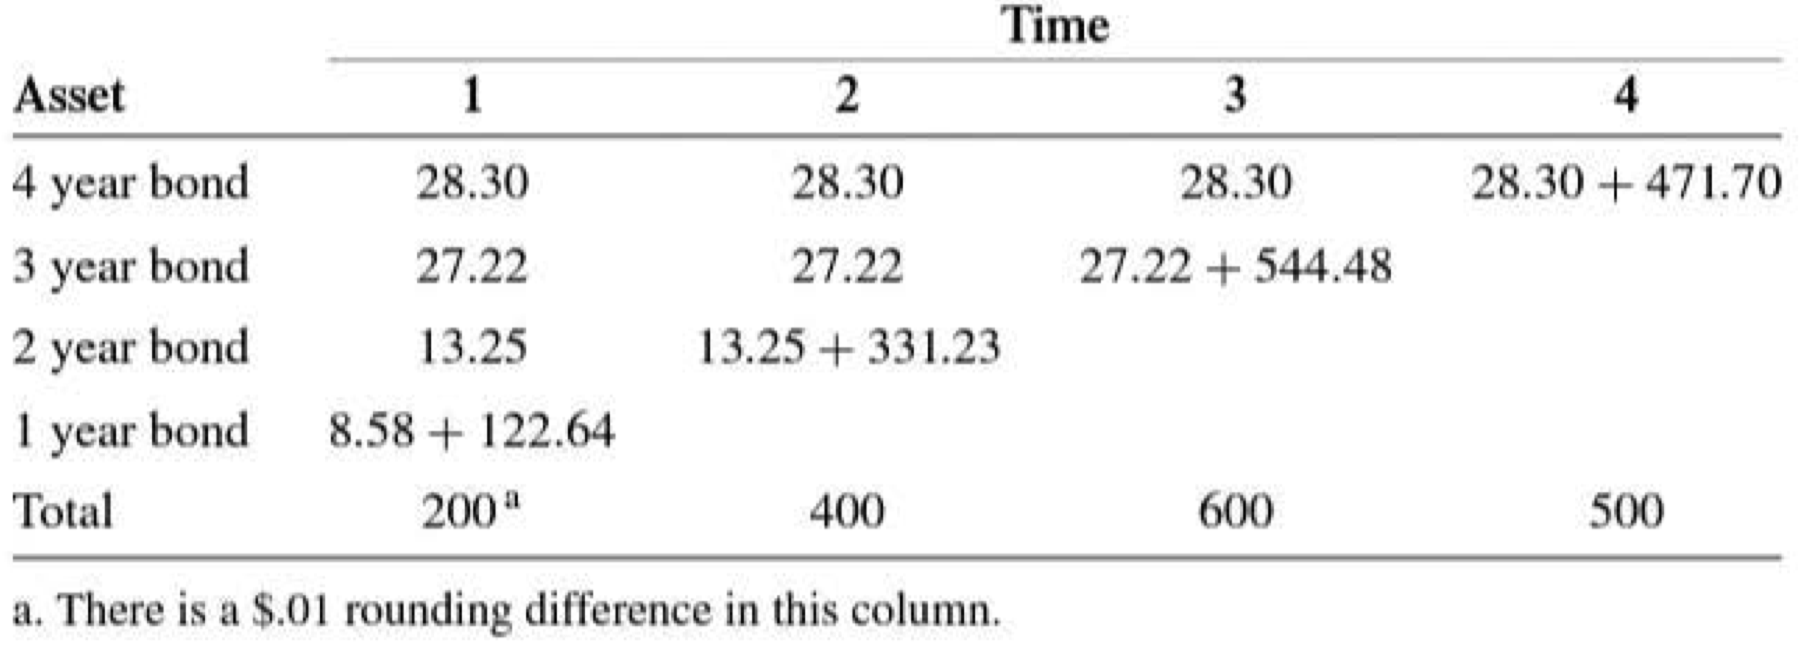 Time
Asset 1 2 3 4
4 year bond 28.30 28.30 28.30 28.30 + 471.70
3 year bond 27.22 27.22 27.22 + 544.48
2 year bond 13.25 13.25 + 331.23
1 year bond 8.58 + 122.64
Total 200 a 400 600 500
a. There is a $.01 rounding difference in this column.